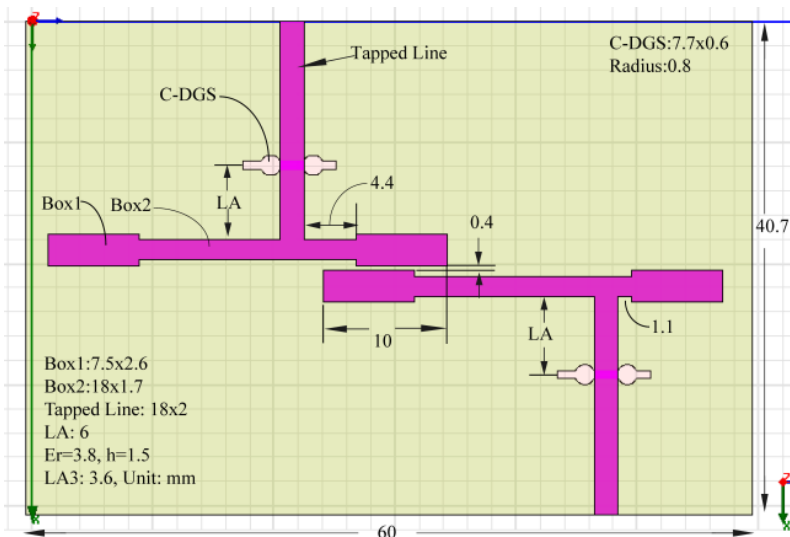 Z
Tapped Line
C-DGS:7.7x0.6
Radius:0.8
C-DGS
4.4
LA
Box1
Box2
0.4
40.7
10
LA
1.1
Box1:7.5x2.6
Box2:18x1.7
Tapped Line: 18x2
LA: 6
Er=3.8, h=1.5
LA3: 3.6, Unit: mm
Z
X
60